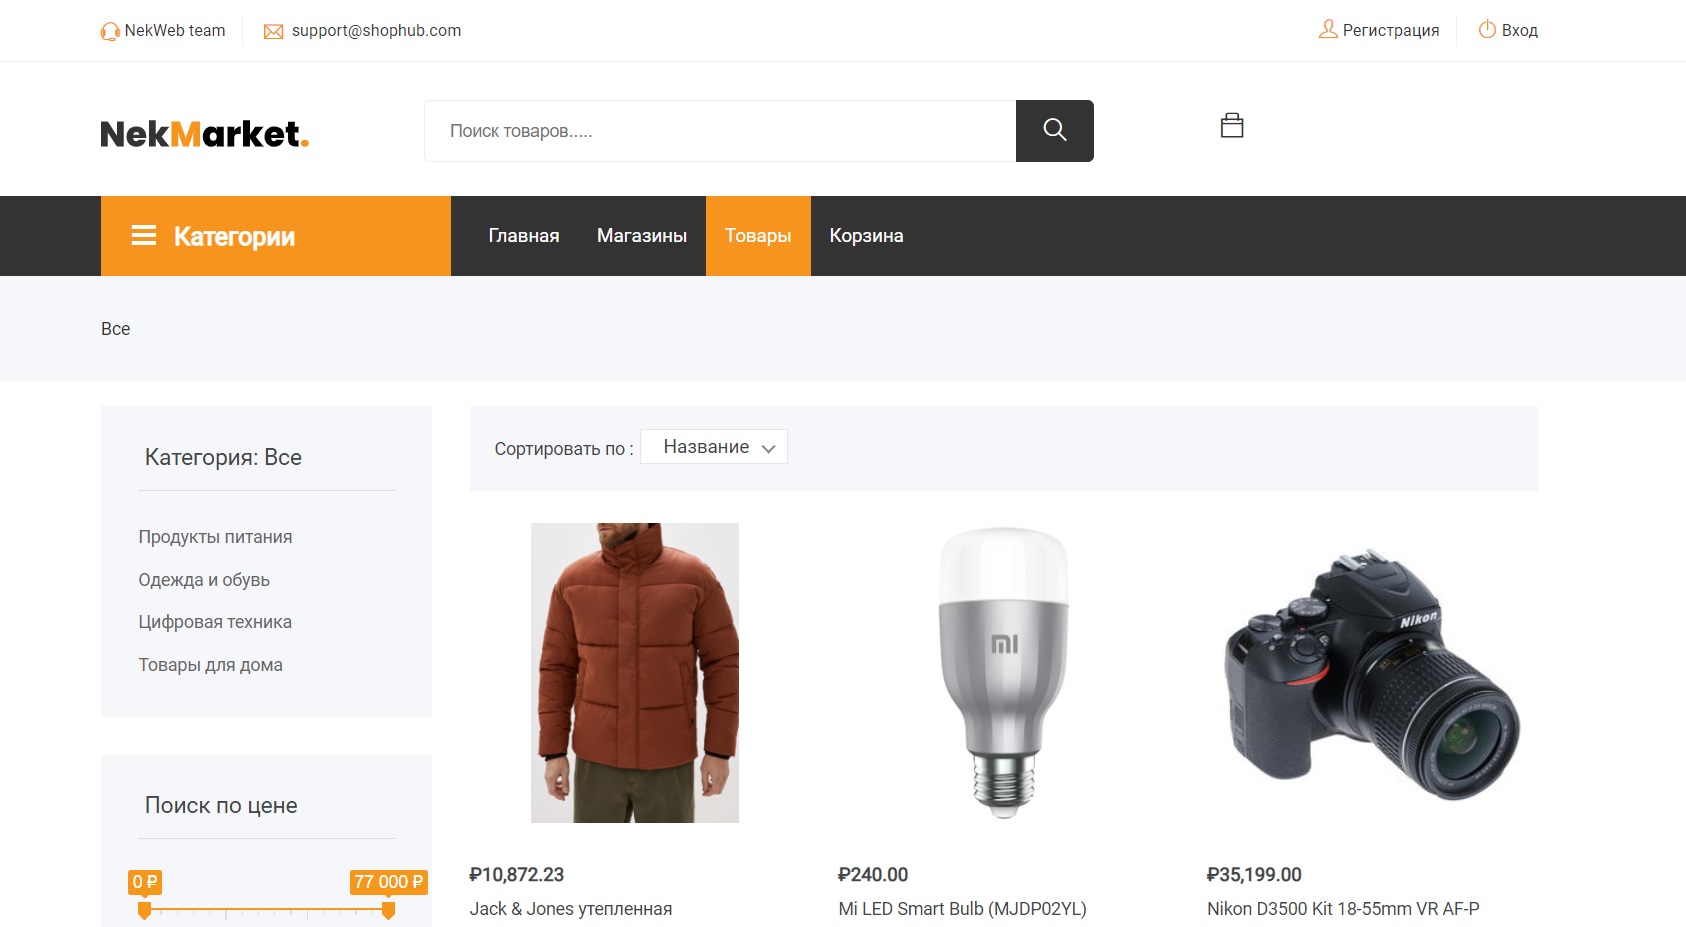 NekWeb team support@shophub.com Регистрация Вход
NekMarket. Поиск товаров.....
Категории Главная Магазины Товары Корзина
Все
Категория: Все
Продукты питания
Одежда и обувь
Цифровая техника
Товары для дома
Поиск по цене
0 ₽ 77 000 ₽
Сортировать по : Название
MI
Nikon
₽10,872.23 ₽240.00 ₽35,199.00
Jack & Jones утепленная Mi LED Smart Bulb (MJDP02YL) Nikon D3500 Kit 18-55mm VR AF-P